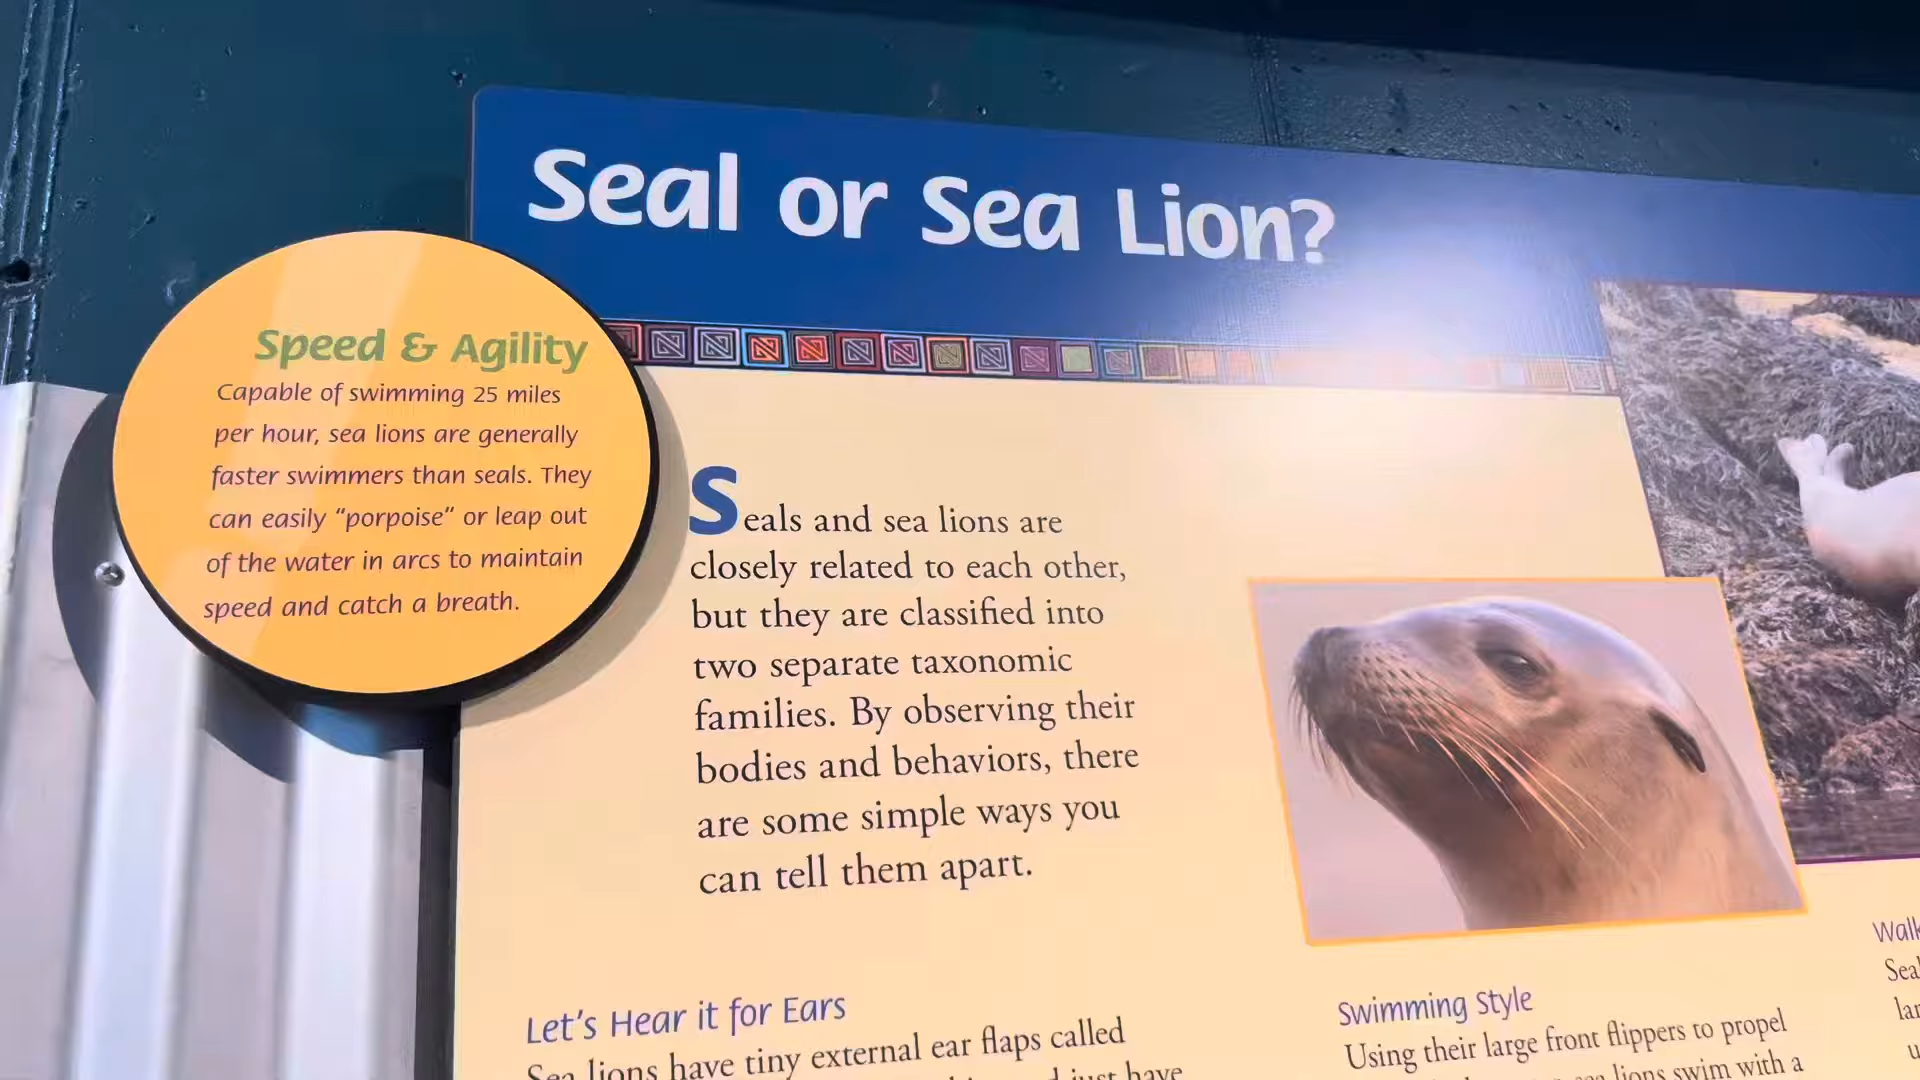 Seal or Sea Lion?
Speed & Agility
Capable of swimming 25 miles
per hour, sea lions are generally
faster swimmers than seals. They
can easily “porpoise” or leap out
of the water in arcs to maintain
speed and catch a breath.
Seals and sea lions are
closely related to each other,
but they are classified into
two separate taxonomic
families. By observing their
bodies and behaviors, there
are some simple ways you
can tell them apart.
Let’s Hear it for Ears
Sea lions have tiny external ear flaps called
just have
Swimming Style
Using their large front flippers to propel
lions swim with a